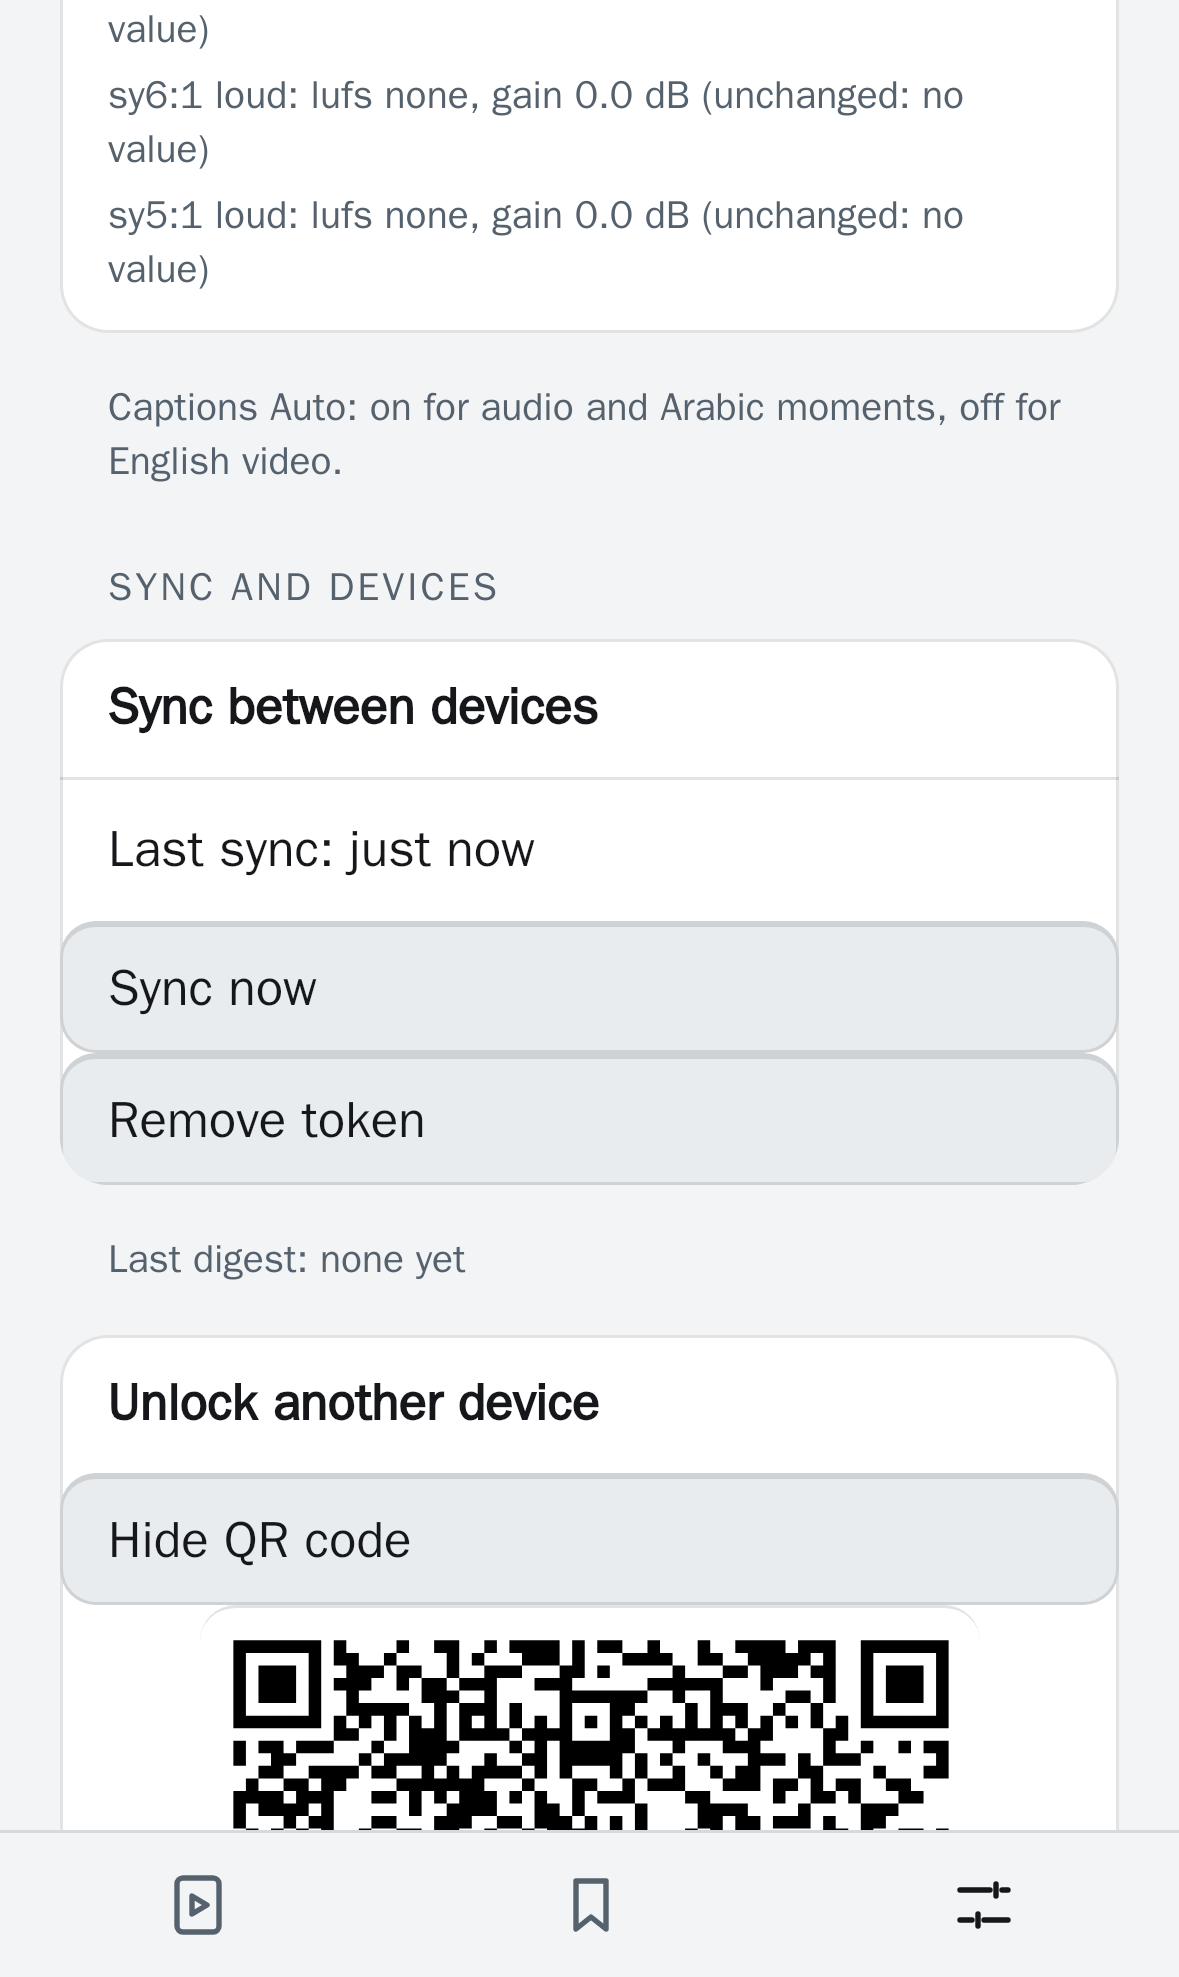 value)
sy6:1 loud: lufs none, gain 0.0 dB (unchanged: no
value)
sy5:1 loud: lufs none, gain 0.0 dB (unchanged: no
value)
Captions Auto: on for audio and Arabic moments, off for
English video.
SYNC AND DEVICES
Sync between devices
Last sync: just now
Sync now
Remove token
Last digest: none yet
Unlock another device
Hide QR code